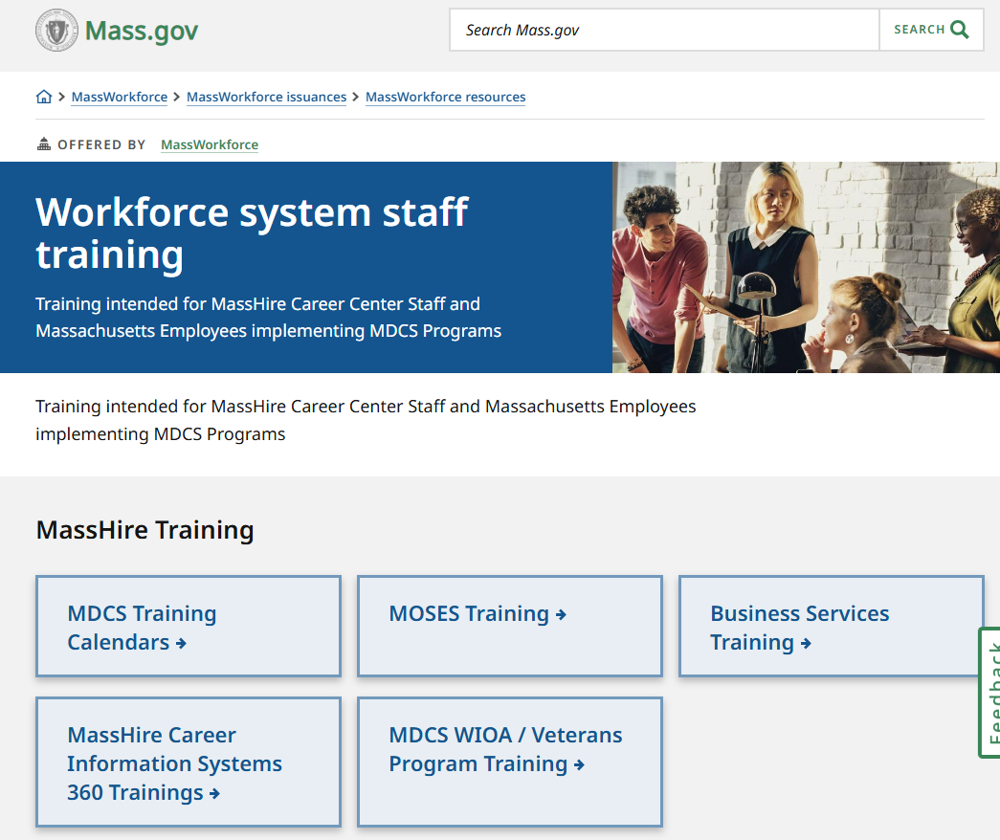 Mass.gov
Search Mass.gov
SEARCH
MassWorkforce
MassWorkforce issuances
MassWorkforce resources
OFFERED BY MassWorkforce
Workforce system staff
training
Training intended for MassHire Career Center Staff and
Massachusetts Employees implementing MDCS Programs
Training intended for MassHire Career Center Staff and Massachusetts Employees
implementing MDCS Programs
MassHire Training
MDCS Training
Calendars
MOSES Training
Business Services
Training
Feedback
MassHire Career
Information Systems
360 Trainings
MDCS WIOA / Veterans
Program Training